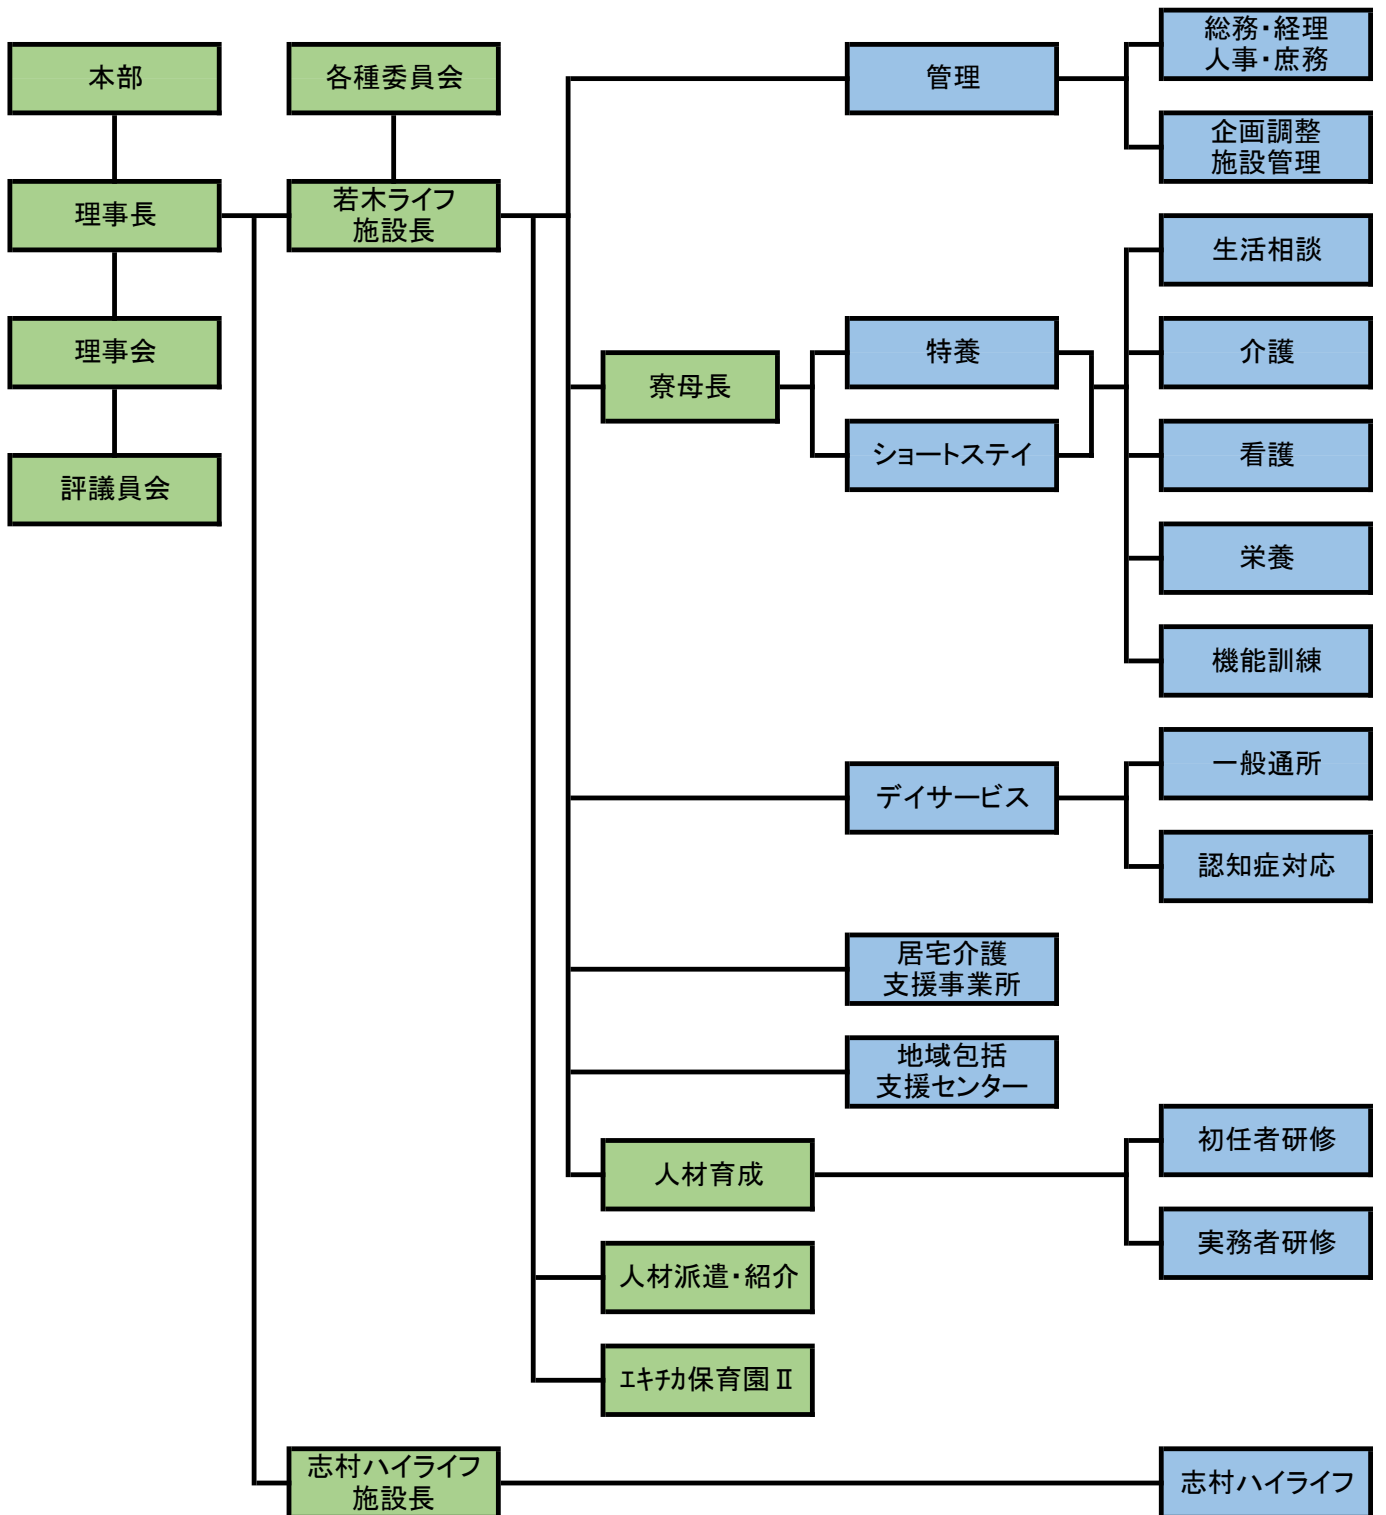 本部
各種委員会
管理
総務・経理
人事・庶務
企画調整
施設管理
理事長
若木ライフ
施設長
生活相談
理事会
寮母長
特養
介護
ショートステイ
看護
評議員会
栄養
機能訓練
デイサービス
一般通所
認知症対応
居宅介護
支援事業所
地域包括
支援センター
人材育成
初任者研修
実務者研修
人材派遣・紹介
ｴｷﾁｶ保育園Ⅱ
志村ハイライフ
施設長
志村ハイライフ